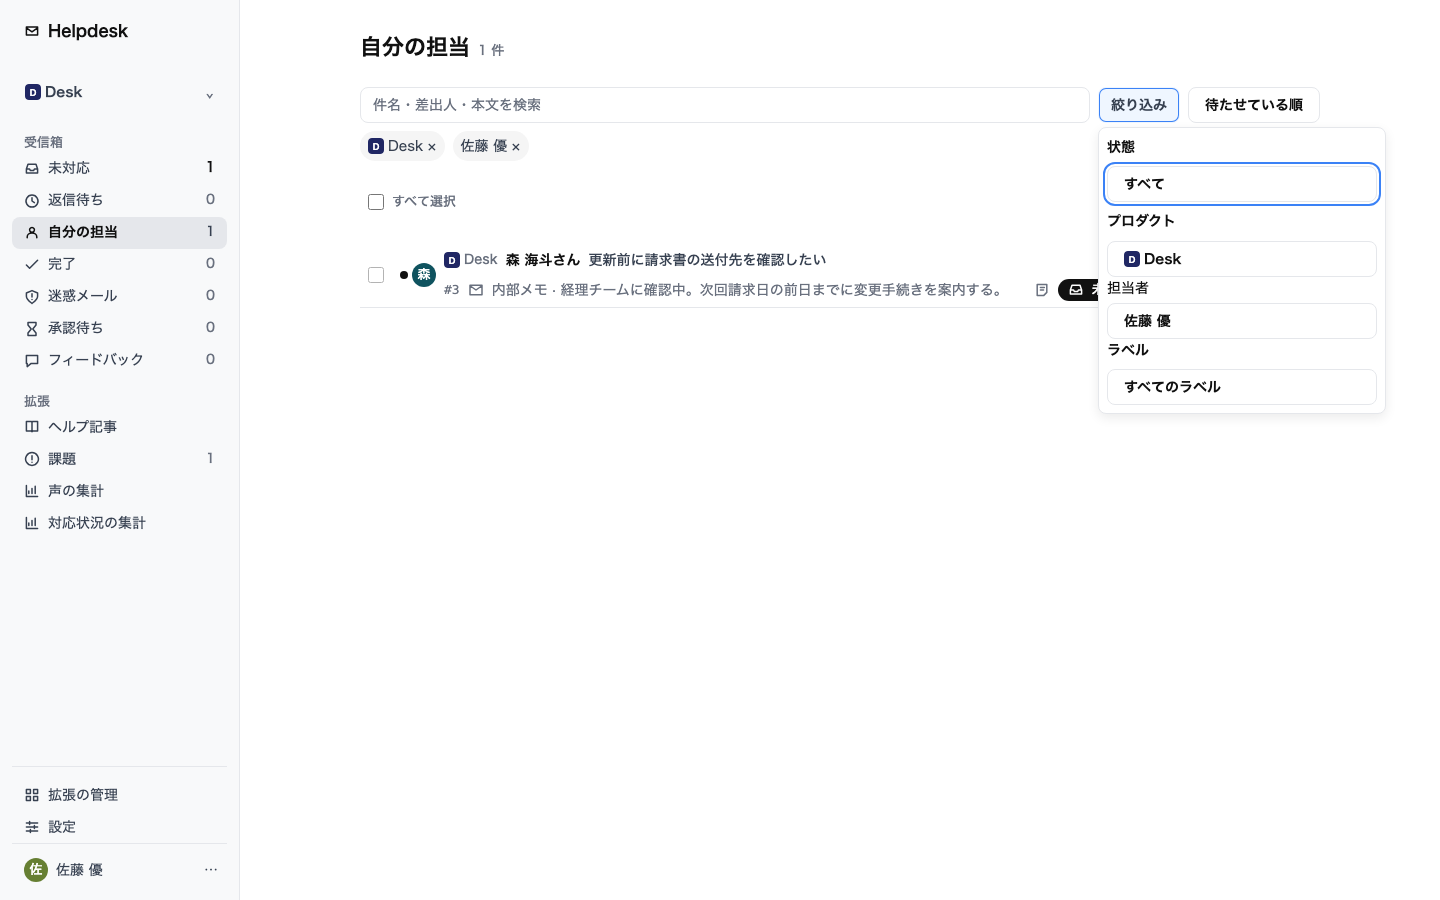 Helpdesk
D Desk
受信箱
未対応 1
返信待ち 0
自分の担当 1
完了 0
迷惑メール 0
承認待ち 0
フィードバック 0
拡張
ヘルプ記事
課題 1
声の集計
対応状況の集計
拡張の管理
設定
佐 佐藤 優 …
自分の担当 1 件
件名・差出人・本文を検索 絞り込み 待たせている順
D Desk × 佐藤 優 ×
すべて選択
森 D Desk 森 海斗さん 更新前に請求書の送付先を確認したい
#3 内部メモ · 経理チームに確認中。次回請求日の前日までに変更手続きを案内する。
状態
すべて
プロダクト
D Desk
担当者
佐藤 優
ラベル
すべてのラベル